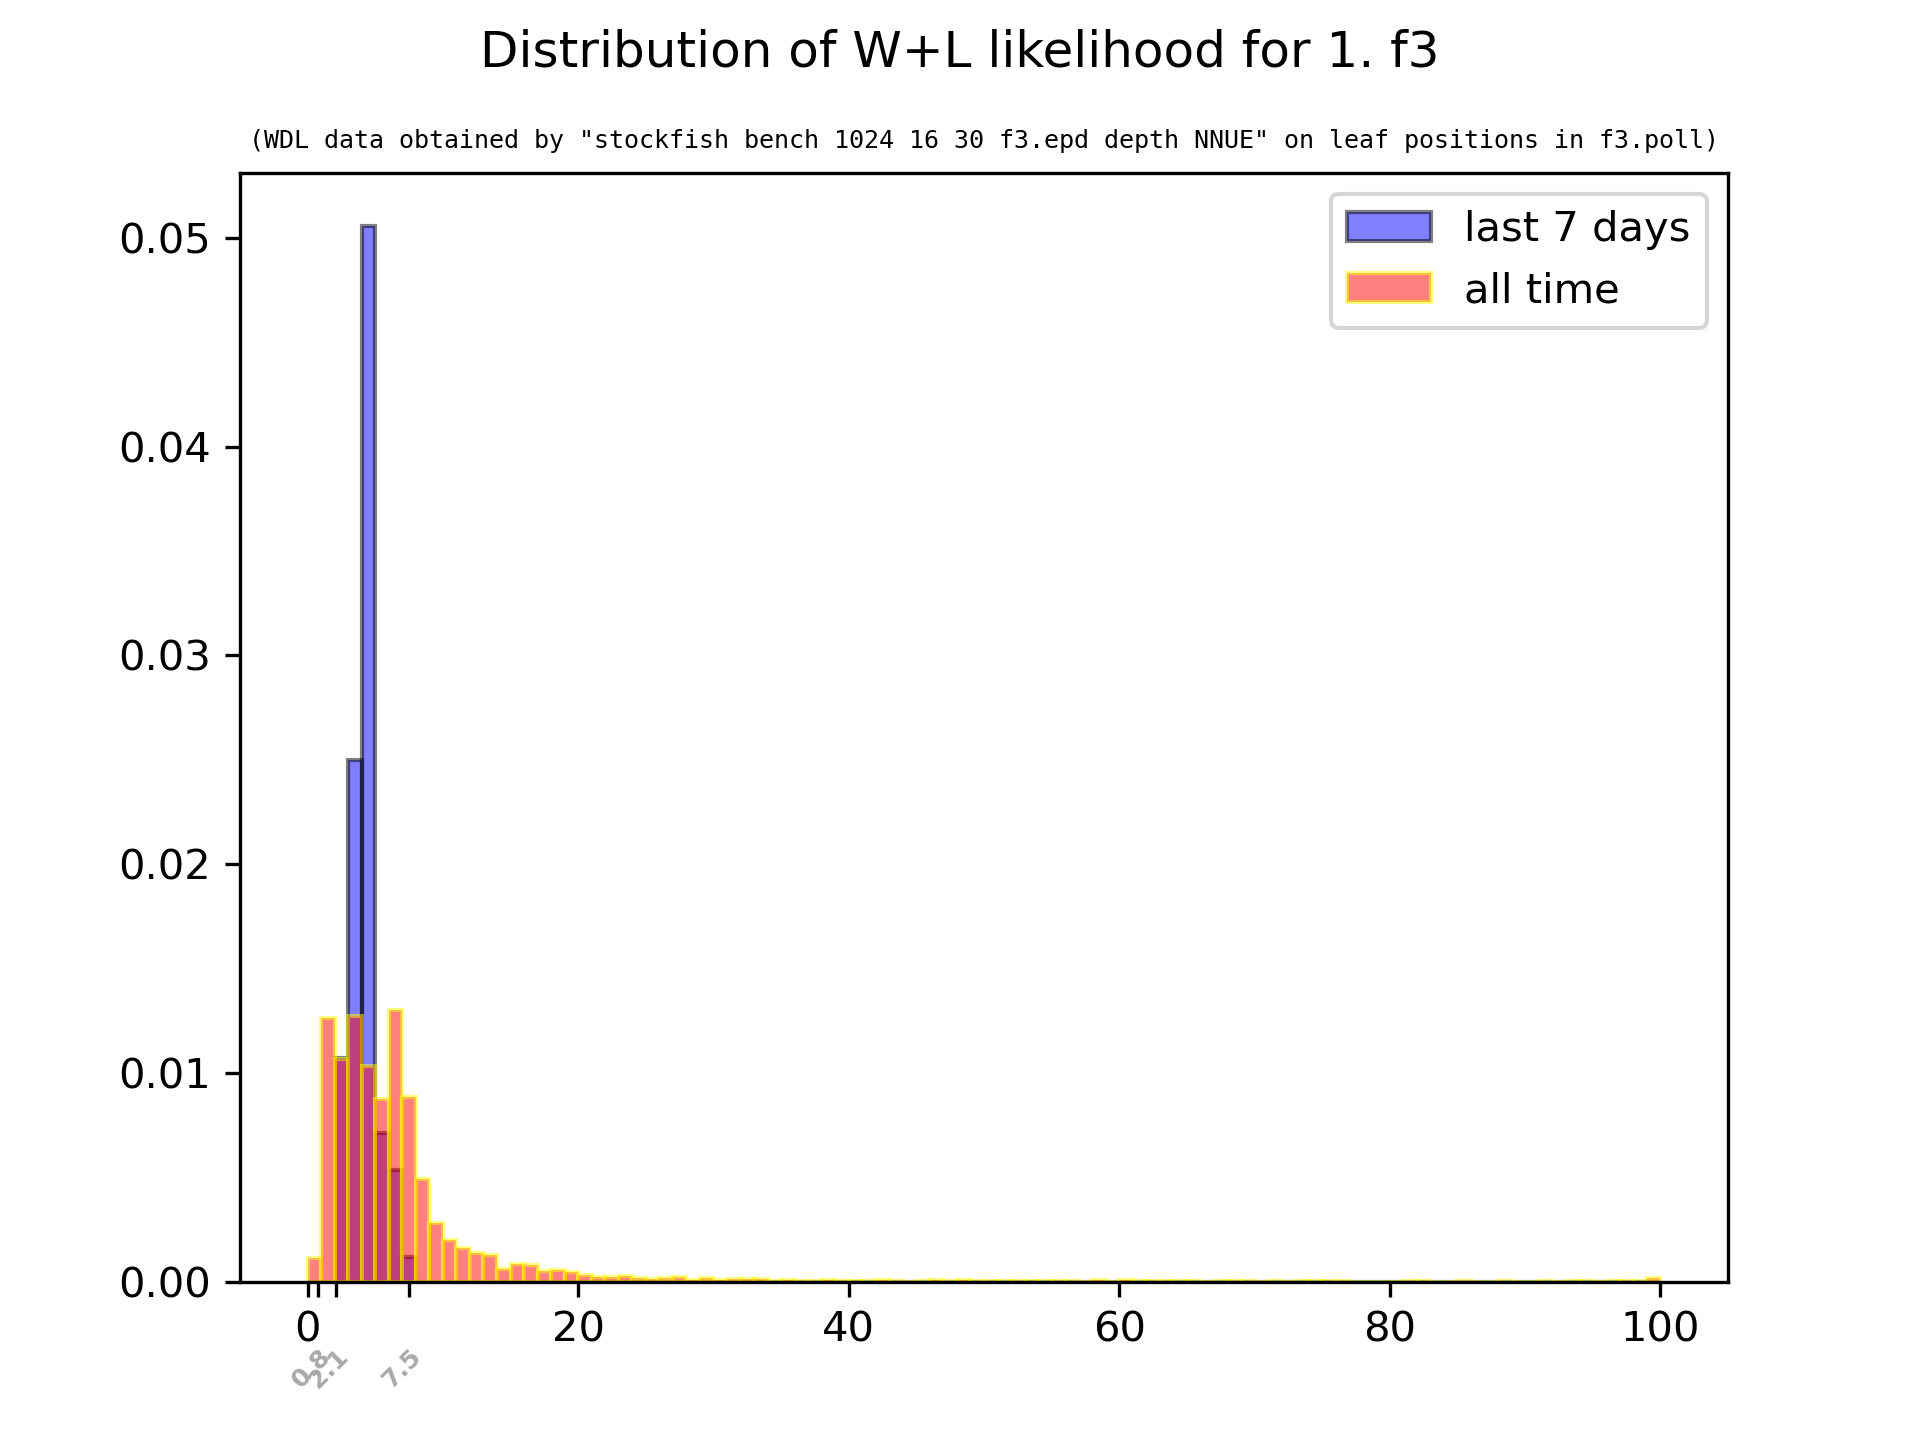 Distribution of W+L likelihood for 1. f3
(WDL data obtained by "stockfish bench 1024 16 30 f3.epd depth NNUE" on leaf positions in f3.poll)
last 7 days
all time
0.05
0.04
0.03
0.02
0.01
0.00
0 20 40 60 80 100
0.8 2.1 7.5